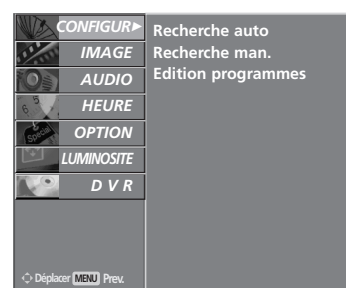 CONFIGUR►
IMAGE
AUDIO
HEURE
OPTION
LUMINOSITE
D V R
Recherche auto
Recherche man.
Edition programmes
Déplacer MENU Prev.